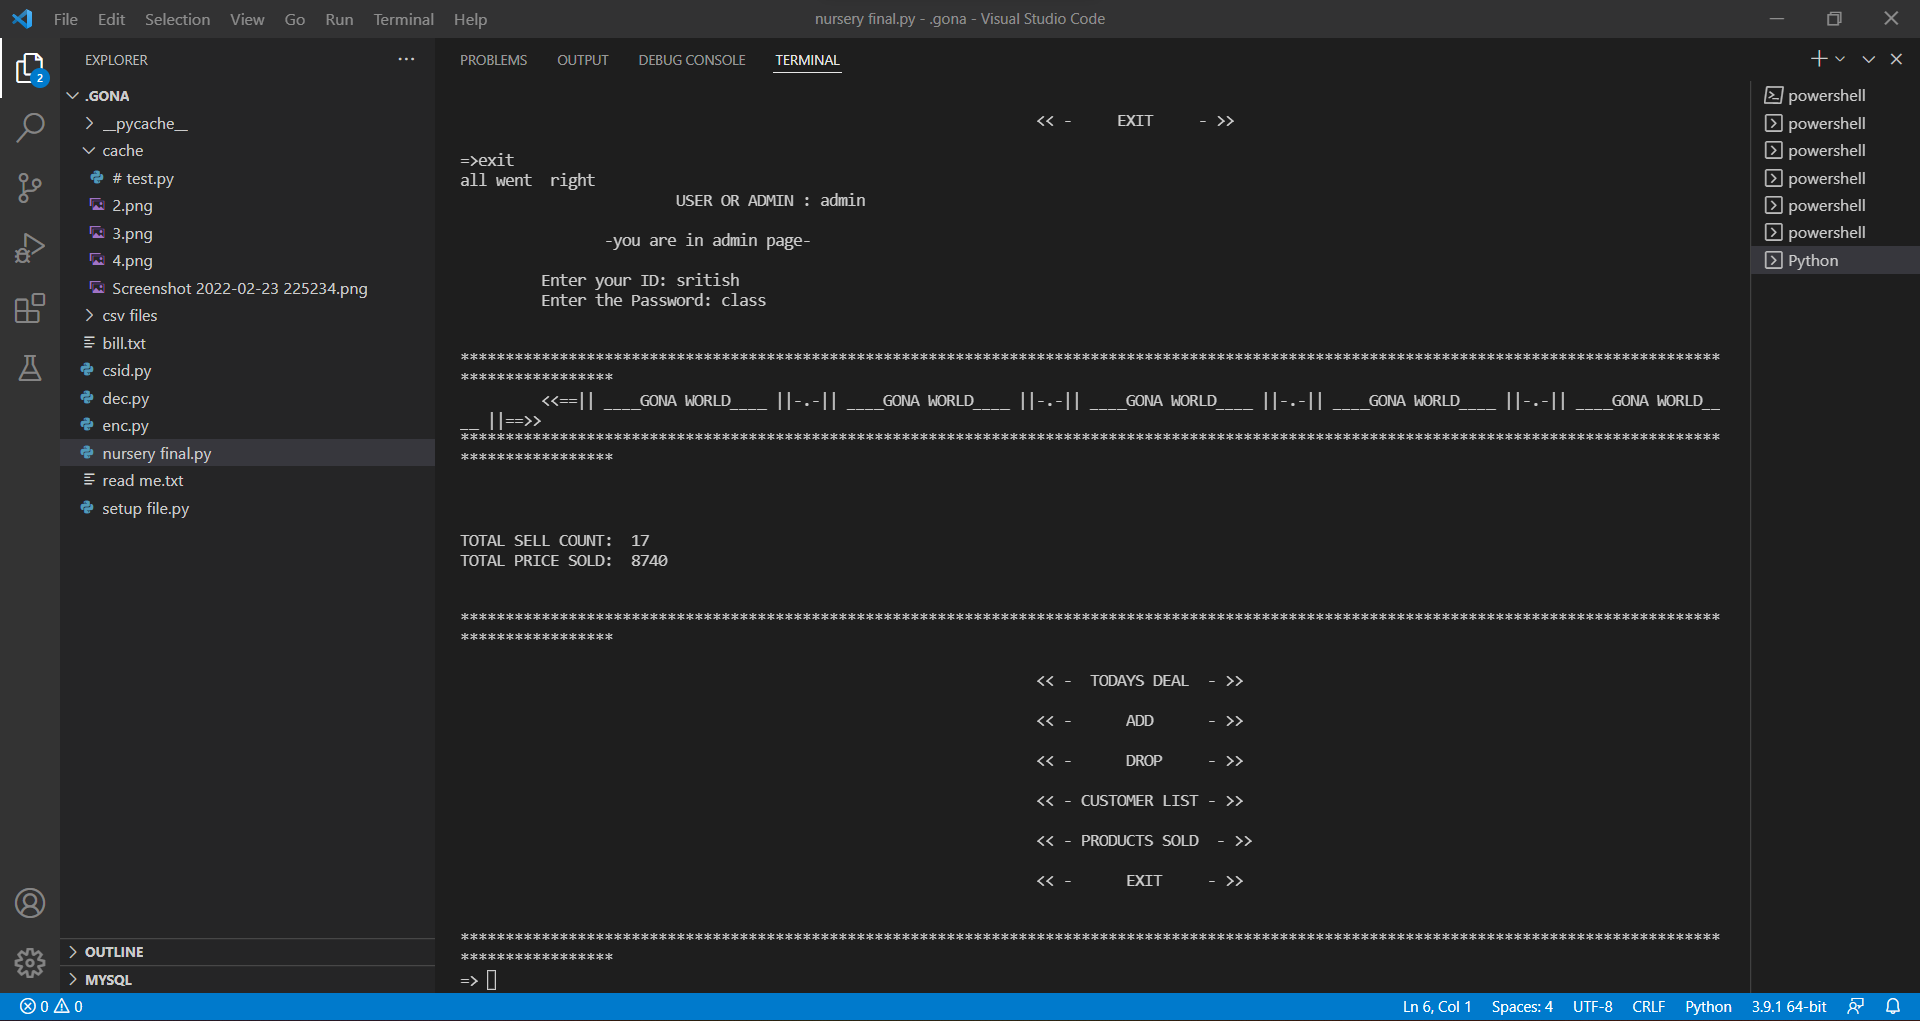 File Edit Selection View Go Run Terminal Help
nursery final.py - .gona - Visual Studio Code
2
EXPLORER
.GONA
__pycache__
cache
# test.py
2.png
3.png
4.png
Screenshot 2022-02-23 225234.png
csv files
bill.txt
csid.py
dec.py
enc.py
nursery final.py
read me.txt
setup file.py
OUTLINE
MYSQL
PROBLEMS OUTPUT DEBUG CONSOLE TERMINAL
<< - EXIT - >>
=>exit
all went  right
USER OR ADMIN : admin
-you are in admin page-
Enter your ID: sritish
Enter the Password: class
********************************************************************************************************************************************
*****************
<<==|| ____GONA WORLD____ ||-.-|| ____GONA WORLD____ ||-.-|| ____GONA WORLD____ ||-.-|| ____GONA WORLD____ ||-.-|| ____GONA WORLD__
__ ||==>>
********************************************************************************************************************************************
*****************
TOTAL SELL COUNT:  17
TOTAL PRICE SOLD:  8740
********************************************************************************************************************************************
*****************
<< -  TODAYS DEAL  - >>
<< -      ADD      - >>
<< -      DROP     - >>
<< - CUSTOMER LIST - >>
<< - PRODUCTS SOLD  - >>
<< -      EXIT     - >>
********************************************************************************************************************************************
*****************
=>
powershell
powershell
powershell
powershell
powershell
powershell
Python
0 0
Ln 6, Col 1 Spaces: 4 UTF-8 CRLF Python 3.9.1 64-bit